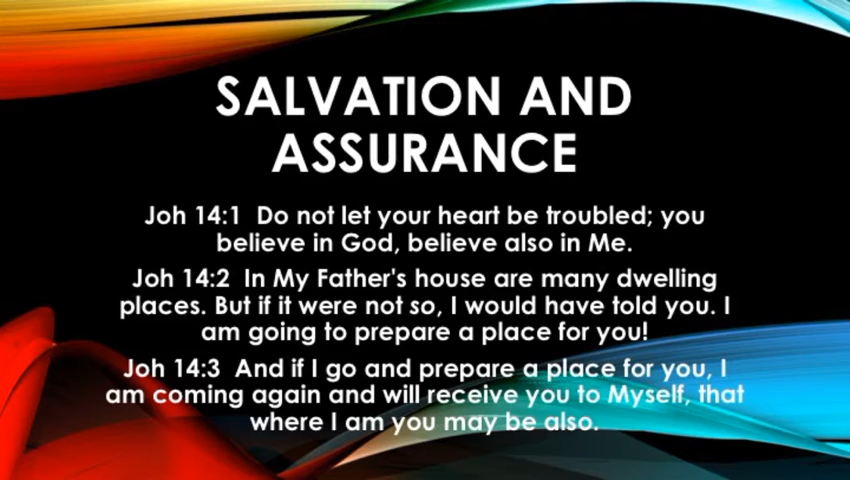 SALVATION AND
ASSURANCE
Joh 14:1 Do not let your heart be troubled; you
believe in God, believe also in Me.
Joh 14:2 In My Father's house are many dwelling
places. But if it were not so, I would have told you. I
am going to prepare a place for you!
Joh 14:3 And if I go and prepare a place for you, I
am coming again and will receive you to Myself, that
where I am you may be also.